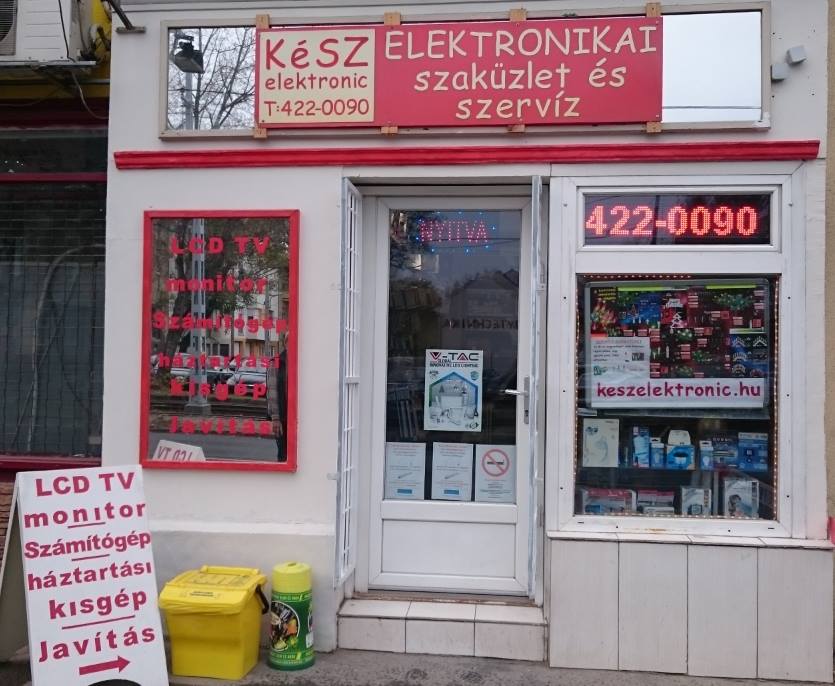 KéSZ
elektronic
T:422-0090
ELEKTRONIKAI
szaküzlet és
szervíz
LCD TV
monitor
Számítógép
háztartási
kisgép
Javítás
NYITVA
V-TAC
422-0090
keszelektronic.hu
LCD TV
monitor
Számítógép
háztartási
kisgép
Javítás